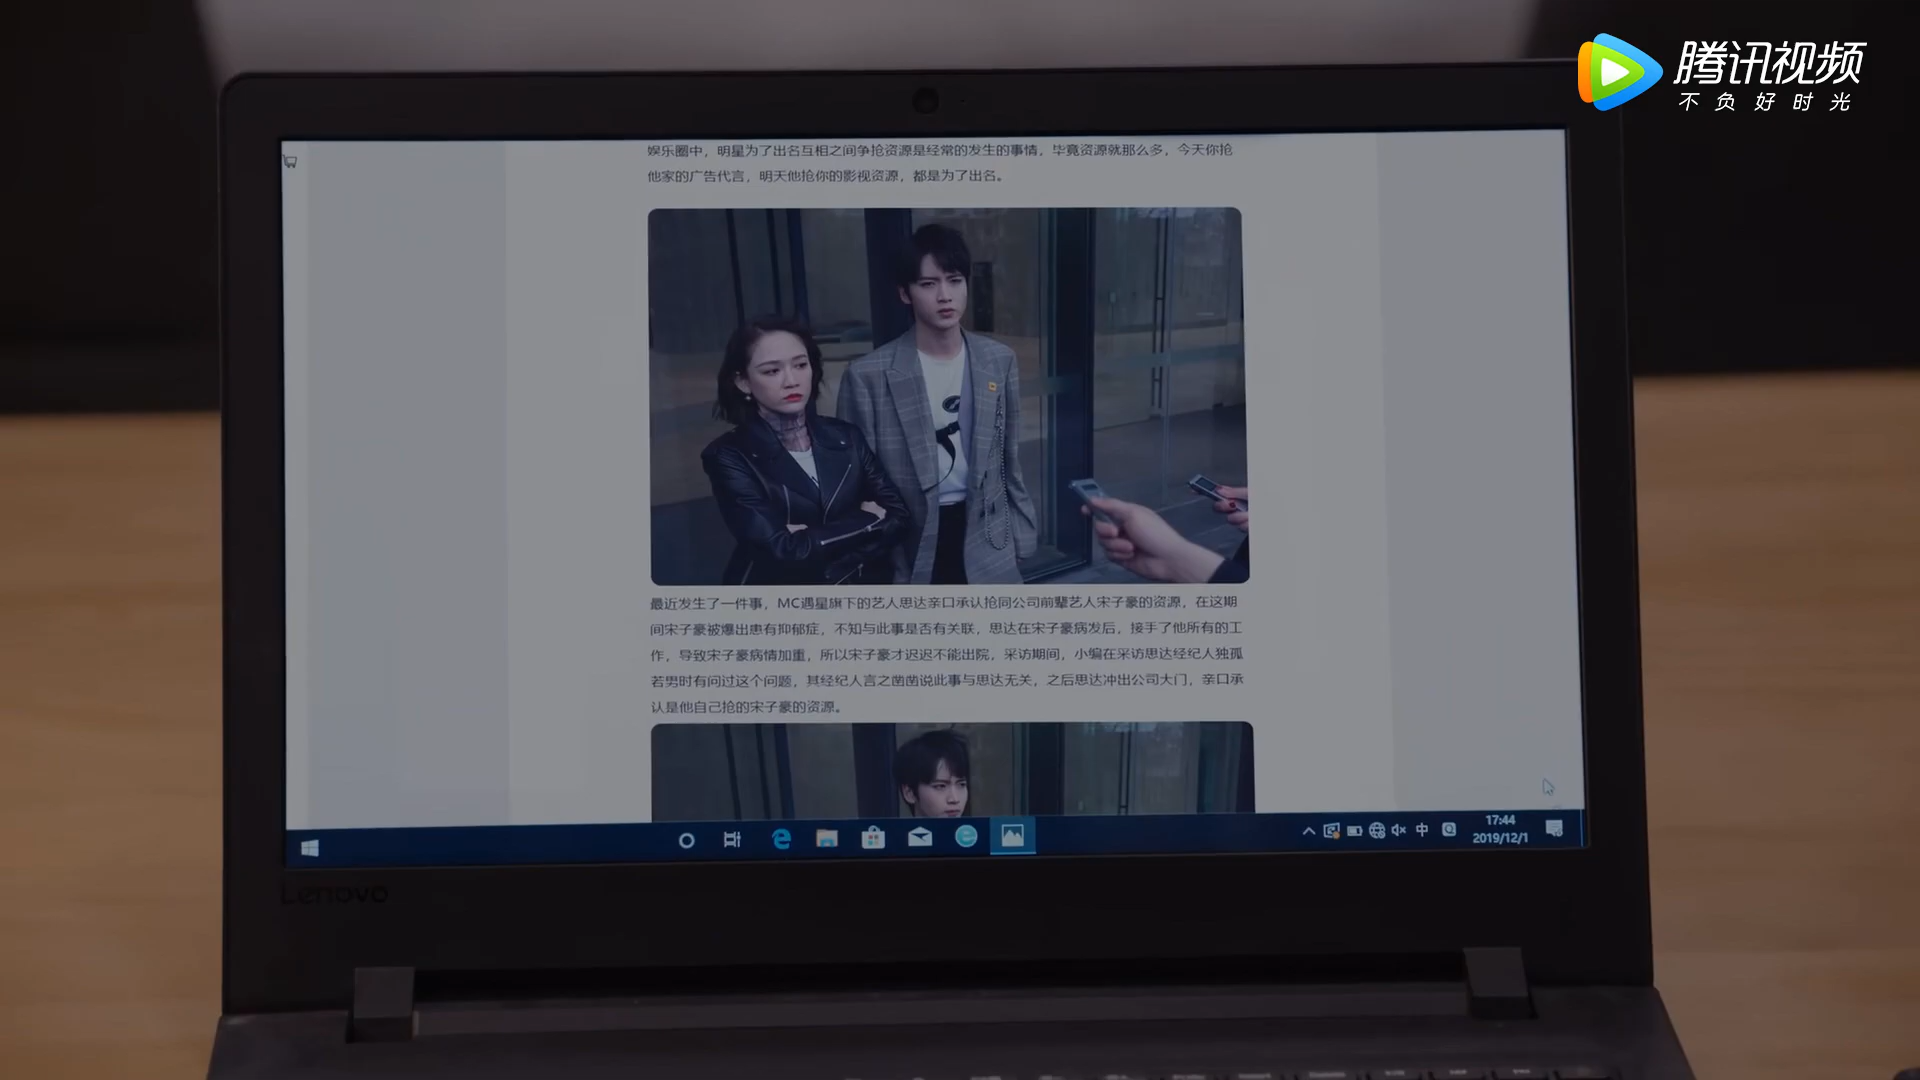 腾讯视频
不负好时光
娱乐圈中，明星为了出名互相之间争抢资源是经常的发生的事情，毕竟资源就那么多，今天你抢
他家的广告代言，明天他抢你的影视资源，都是为了出名。
最近发生了一件事，MC遇星旗下的艺人思达亲口承认抢同公司前辈艺人宋子豪的资源，在这期
间宋子豪被爆出患有抑郁症，不知与此事是否有关联，思达在宋子豪病发后，接手了他所有的工
作，导致宋子豪病情加重，所以宋子豪才迟迟不能出院，采访期间，小编在采访思达经纪人独孤
若男时有问过这个问题，其经纪人言之凿凿说此事与思达无关，之后思达冲出公司大门，亲口承
认是他自己抢的宋子豪的资源。
中
17:44
2019/12/1
Lenovo